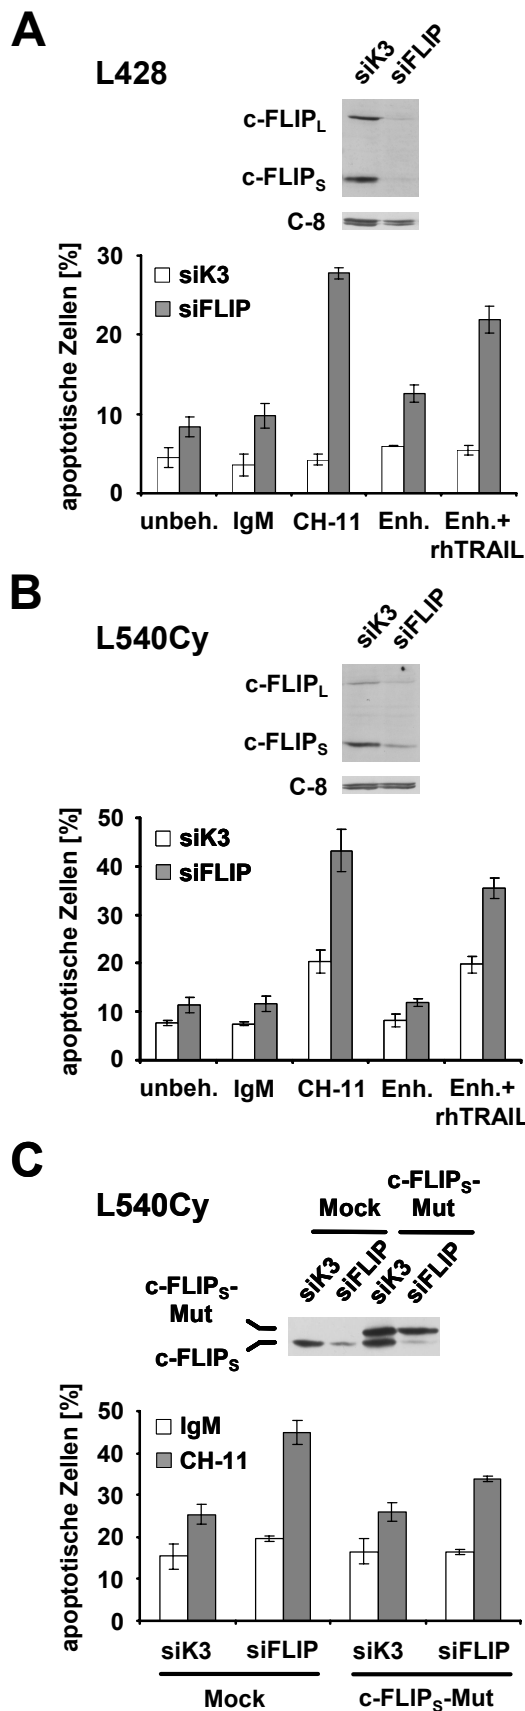 A
L428
siK3 siFLIP
c-FLIPL
c-FLIPS
C-8
apoptotische Zellen [%]
30
20
10
0
siK3
siFLIP
unbeh. IgM CH-11 Enh. Enh.+
rhTRAIL
B
L540Cy
siK3 siFLIP
c-FLIPL
c-FLIPS
C-8
apoptotische Zellen [%]
50
40
30
20
10
0
siK3
siFLIP
unbeh. IgM CH-11 Enh. Enh.+
rhTRAIL
C
L540Cy
Mock
c-FLIPS-
Mut
siK3 siFLIP siK3 siFLIP
c-FLIPS-
Mut
c-FLIPS
apoptotische Zellen [%]
50
40
30
20
10
0
IgM
CH-11
siK3 siFLIP siK3 siFLIP
Mock c-FLIPS-Mut